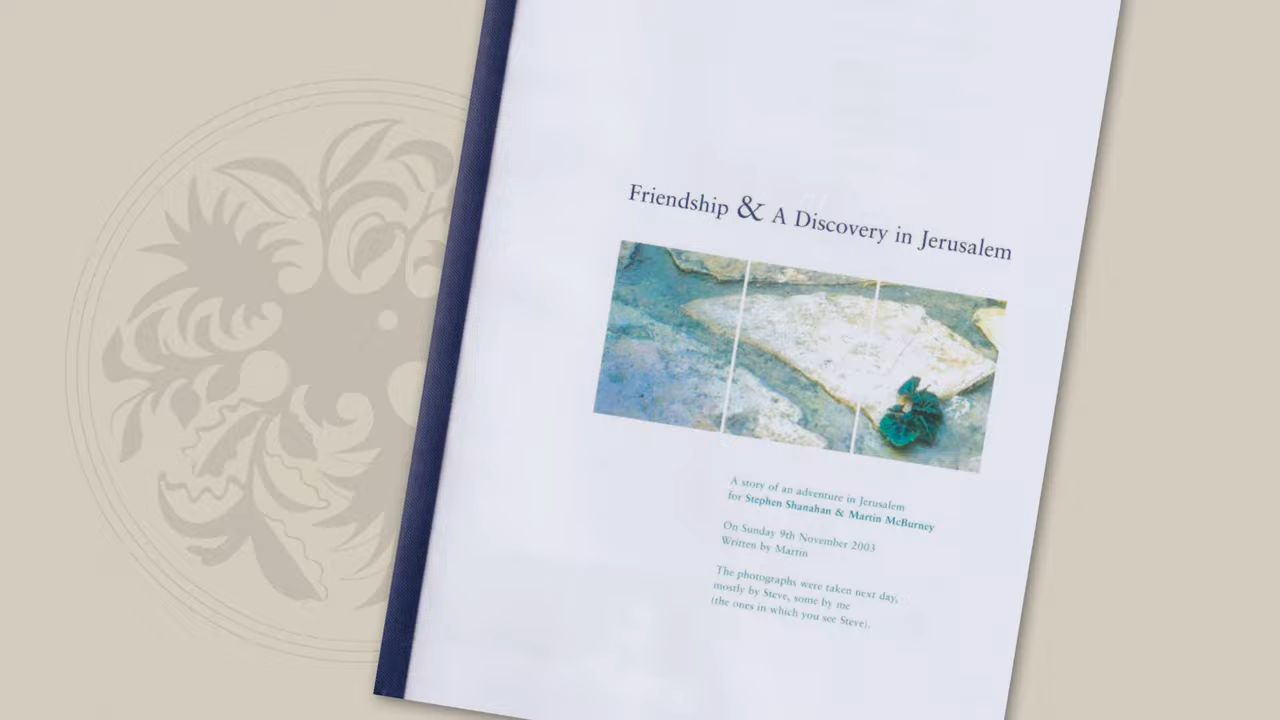 Friendship & A Discovery in Jerusalem
A story of an adventure in Jerusalem
for Stephen Shanahan & Martin McBurney
On Sunday 9th November 2003
Written by Martin
The photographs were taken next day,
mostly by Steve, some by me
(the ones in which you see Steve).